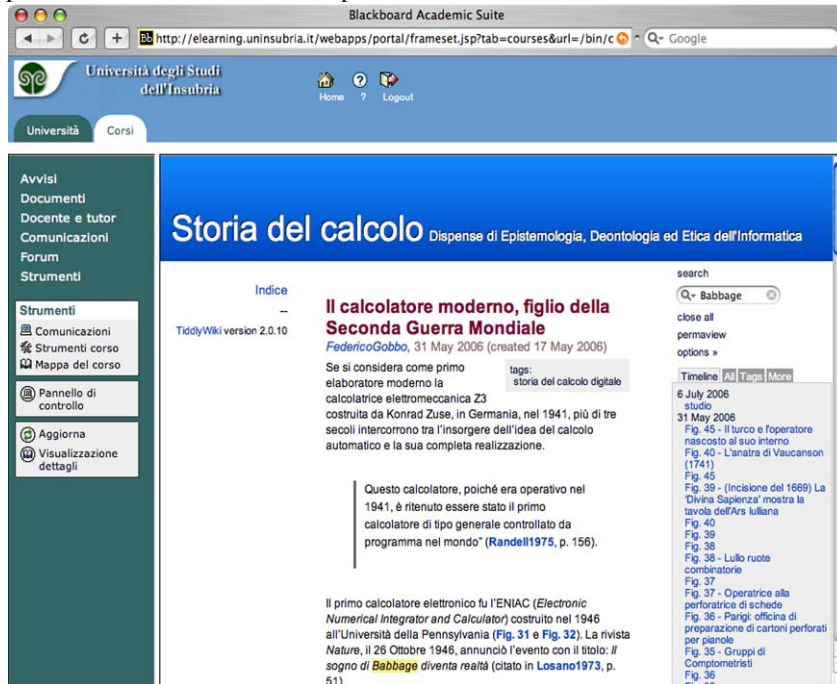 Blackboard Academic Suite
Bb http://elearning.uninsubria.it/webapps/portal/frameset.jsp?tab=courses&url=/bin/c
Google
Università degli Studi
dell'Insubria
Home ? Logout
Università Corsi
Avvisi
Documenti
Docente e tutor
Comunicazioni
Forum
Strumenti
Strumenti
Comunicazioni
Strumenti corso
Mappa del corso
Pannello di
controllo
Aggiorna
Visualizzazione
dettagli
Storia del calcolo Dispense di Epistemologia, Deontologia ed Etica dell'Informatica
Indice
--
TiddlyWiki version 2.0.10
Il calcolatore moderno, figlio della
Seconda Guerra Mondiale
FedericoGobbo, 31 May 2006 (created 17 May 2006)
tags:
storia del calcolo digitale
Se si considera come primo
elaboratore moderno la
calcolatrice elettromeccanica Z3
costruita da Konrad Zuse, in Germania, nel 1941, più di tre
secoli intercorrono tra l'insorgere dell'idea del calcolo
automatico e la sua completa realizzazione.
Questo calcolatore, poiché era operativo nel
1941, è ritenuto essere stato il primo
calcolatore di tipo generale controllato da
programma nel mondo" (Randell1975, p. 156).
Il primo calcolatore elettronico fu l'ENIAC (Electronic
Numerical Integrator and Calculator) costruito nel 1946
all'Università della Pennsylvania (Fig. 31 e Fig. 32). La rivista
Nature, il 26 Ottobre 1946, annunciò l'evento con il titolo: Il
sogno di Babbage diventa realtà (citato in Losano1973, p.
51).
search
Babbage
close all
permaview
options »
Timeline All Tags More
6 July 2006
studio
31 May 2006
Fig. 45 - Il turco e l'operatore
nascosto al suo interno
Fig. 40 - L'anatra di Vaucanson
(1741)
Fig. 45
Fig. 39 - (Incisione del 1669) La
'Divina Sapienza' mostra la
tavola dell'Ars lulliana
Fig. 40
Fig. 39
Fig. 38
Fig. 38 - Lullo ruote
combinatorie
Fig. 37
Fig. 37 - Operatrice alla
perforatrice di schede
Fig. 36 - Parigi: officina di
preparazione di cartoni perforati
per pianole
Fig. 35 - Gruppi di
Comptometristi
Fig. 36